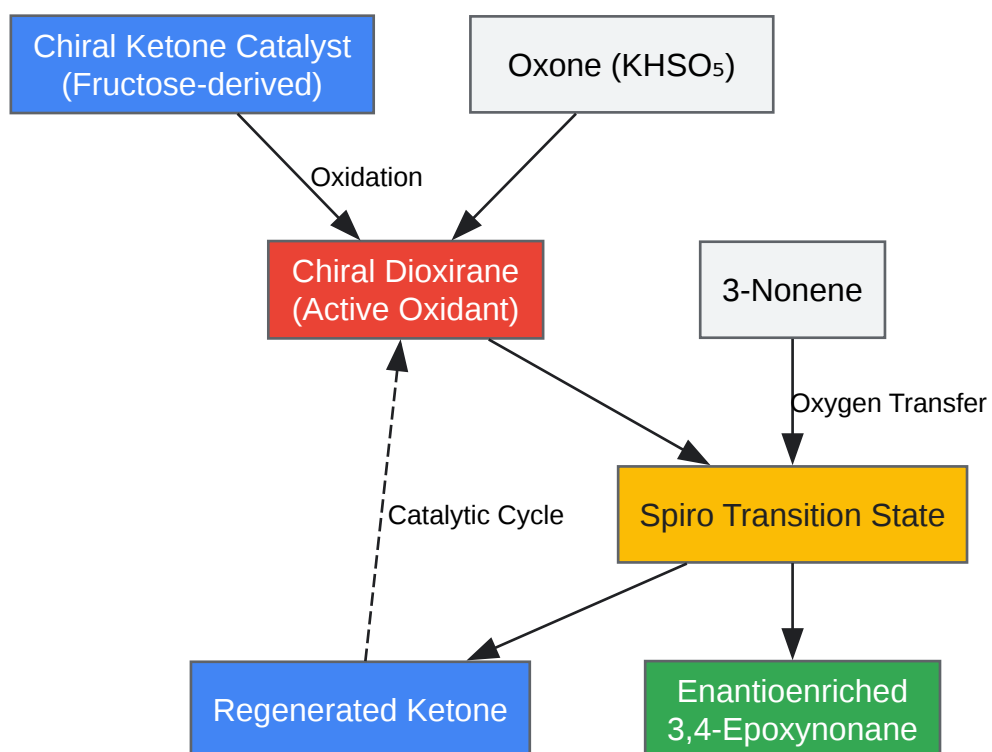 Chiral Ketone Catalyst
(Fructose-derived)
Oxone (KHSO₅)
Oxidation
Chiral Dioxirane
(Active Oxidant)
3-Nonene
Oxygen Transfer
Spiro Transition State
Catalytic Cycle
Regenerated Ketone
Enantioenriched
3,4-Epoxynonane